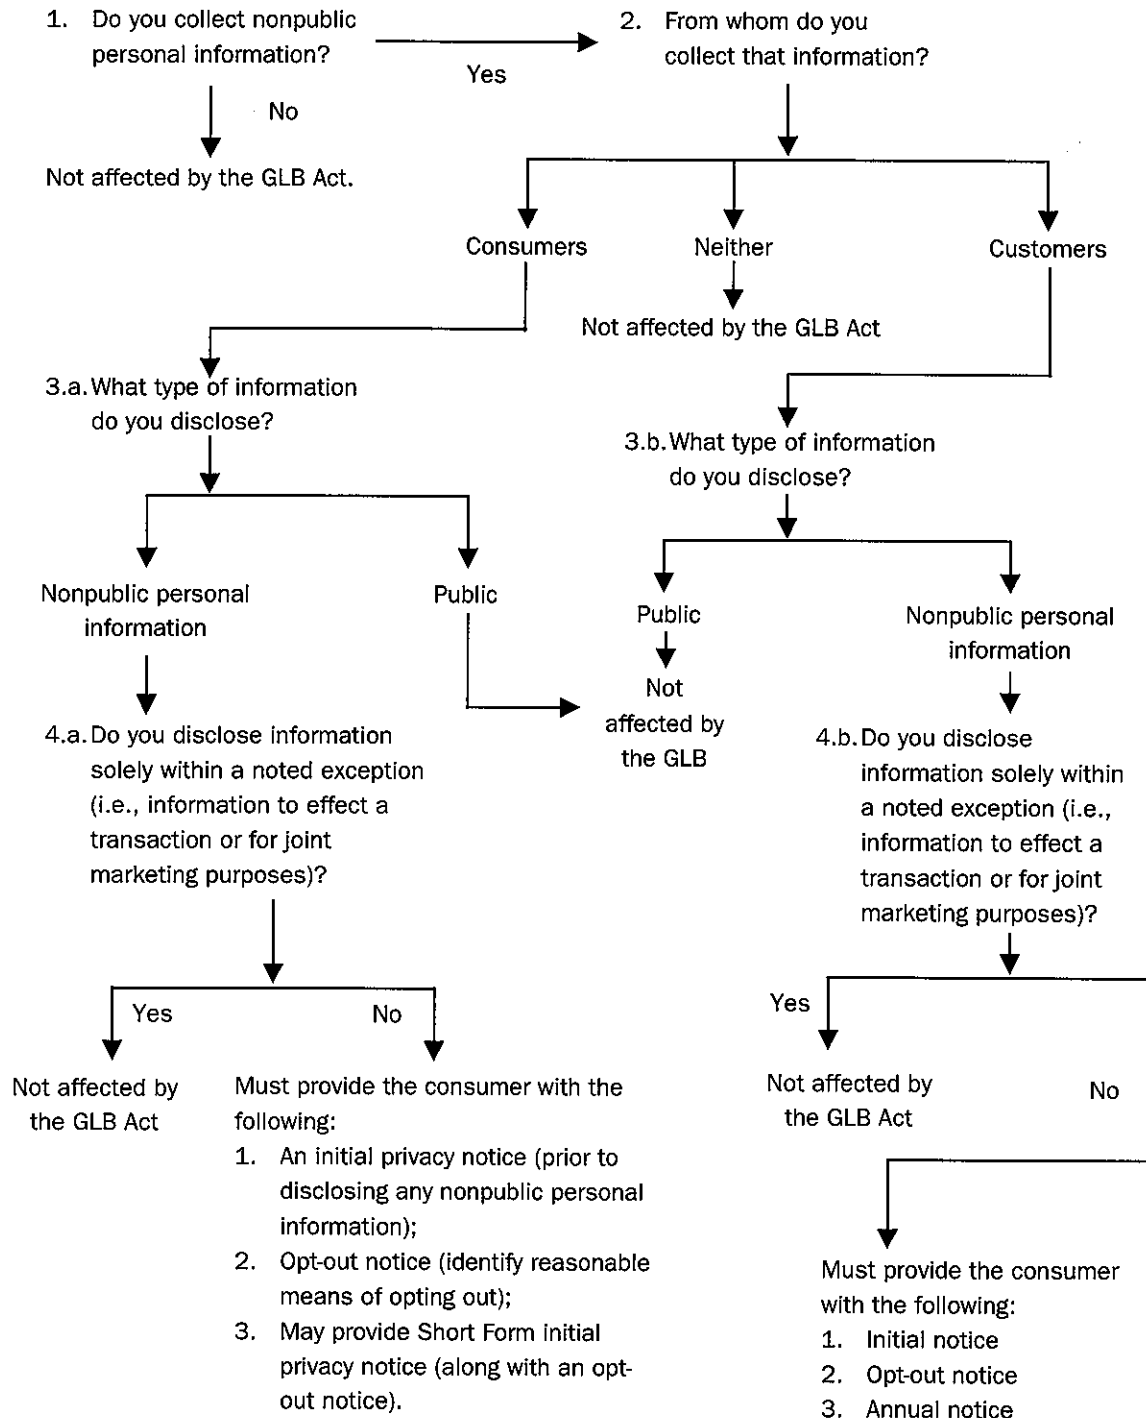 1. Do you collect nonpublic
personal information?
Yes
No
Not affected by the GLB Act.
2. From whom do you
collect that information?
Consumers
Neither
Customers
Not affected by the GLB Act
3.a. What type of information
do you disclose?
3.b. What type of information
do you disclose?
Nonpublic personal
information
Public
Public
Nonpublic personal
information
Not
affected by
the GLB
4.a. Do you disclose information
solely within a noted exception
(i.e., information to effect a
transaction or for joint
marketing purposes)?
4.b. Do you disclose
information solely within
a noted exception (i.e.,
information to effect a
transaction or for joint
marketing purposes)?
Yes
No
Not affected by
the GLB Act
Must provide the consumer with the
following:
1. An initial privacy notice (prior to
disclosing any nonpublic personal
information);
2. Opt-out notice (identify reasonable
means of opting out);
3. May provide Short Form initial
privacy notice (along with an opt-
out notice).
Yes
Not affected by
the GLB Act
No
Must provide the consumer
with the following:
1. Initial notice
2. Opt-out notice
3. Annual notice